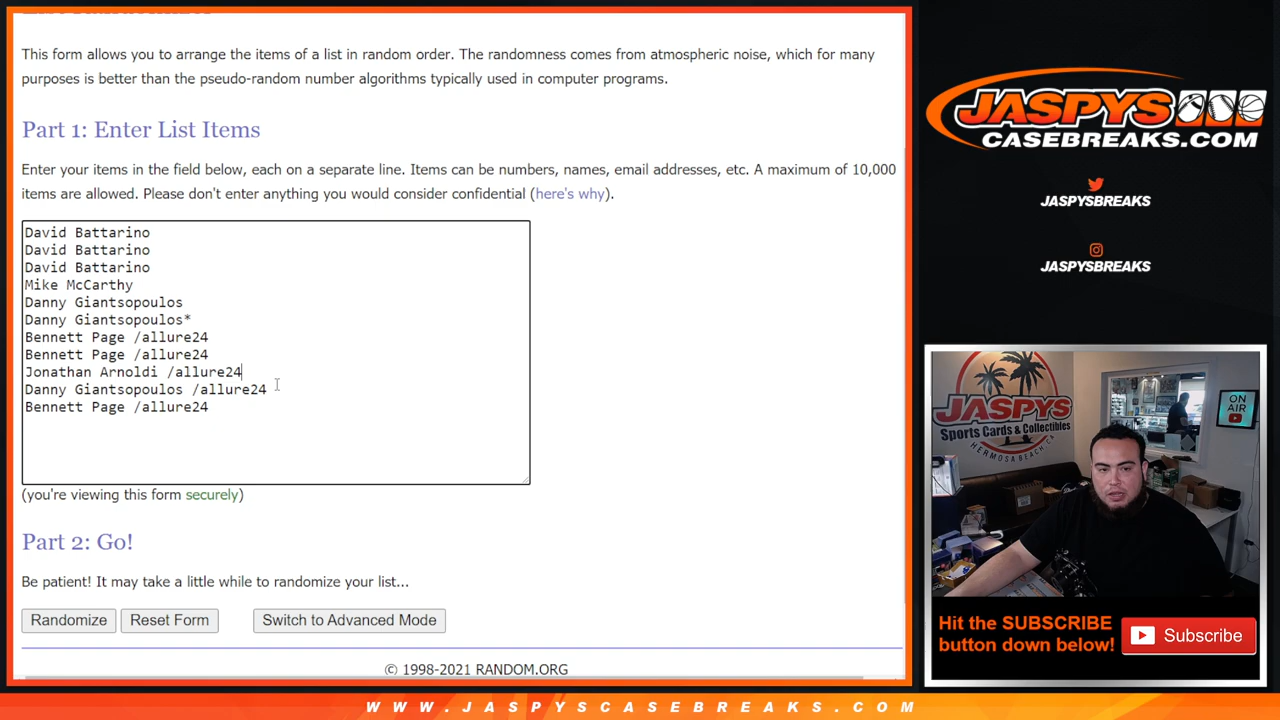 This form allows you to arrange the items of a list in random order. The randomness comes from atmospheric noise, which for many
purposes is better than the pseudo-random number algorithms typically used in computer programs.
Part 1: Enter List Items
Enter your items in the field below, each on a separate line. Items can be numbers, names, email addresses, etc. A maximum of 10,000
items are allowed. Please don't enter anything you would consider confidential (here's why).
David Battarino
David Battarino
David Battarino
Mike McCarthy
Danny Giantsopoulos
Danny Giantsopoulos*
Bennett Page /allure24
Bennett Page /allure24
Jonathan Arnoldi /allure24
Danny Giantsopoulos /allure24
Bennett Page /allure24
(you're viewing this form securely)
Part 2: Go!
Be patient! It may take a little while to randomize your list...
Randomize
Reset Form
Switch to Advanced Mode
© 1998-2021 RANDOM.ORG
JASPYS
CASEBREAKS.COM
JASPYSBREAKS
JASPYSBREAKS
JASPYS
Sports Cards & Collectibles
HERMOSA BEACH, CA
ON
AIR
Hit the SUBSCRIBE
button down below!
Subscribe
WWW.JASPYSCASEBREAKS.COM